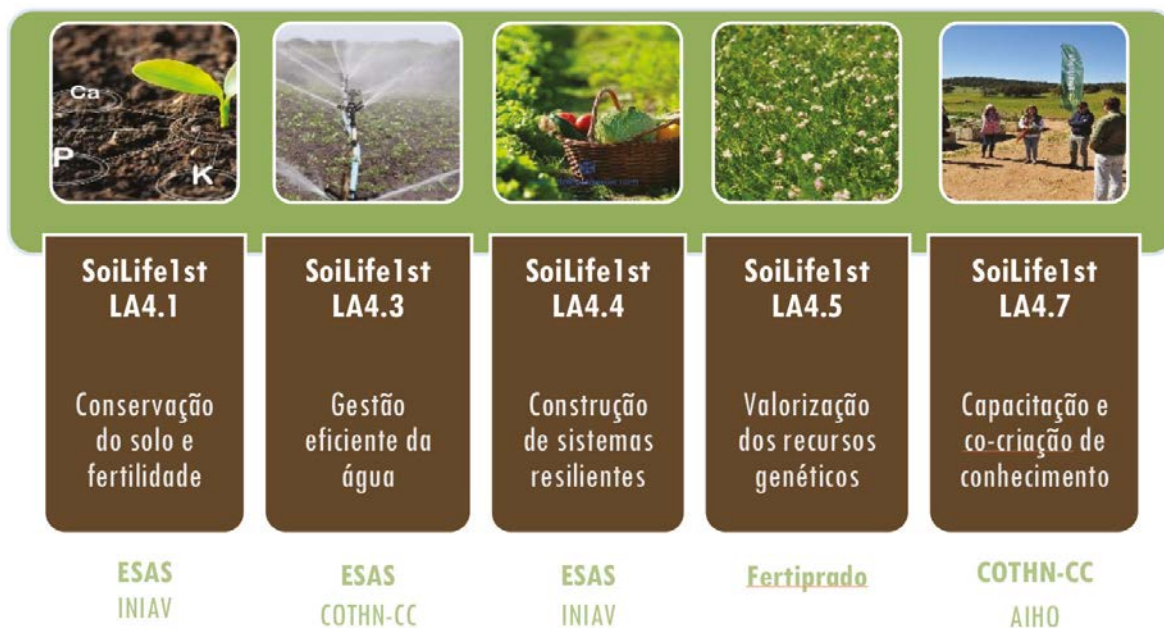 Ca
P
K
SoiLife1st
LA4.1
Conservação
do solo e
fertilidade
ESAS
INIAV
SoiLife1st
LA4.3
Gestão
eficiente da
água
ESAS
COTHN-CC
SoiLife1st
LA4.4
Construção
de sistemas
resilientes
ESAS
INIAV
SoiLife1st
LA4.5
Valorização
dos recursos
genéticos
Fertiprado
SoiLife1st
LA4.7
Capacitação e
co-criação de
conhecimento
COTHN-CC
AIHO